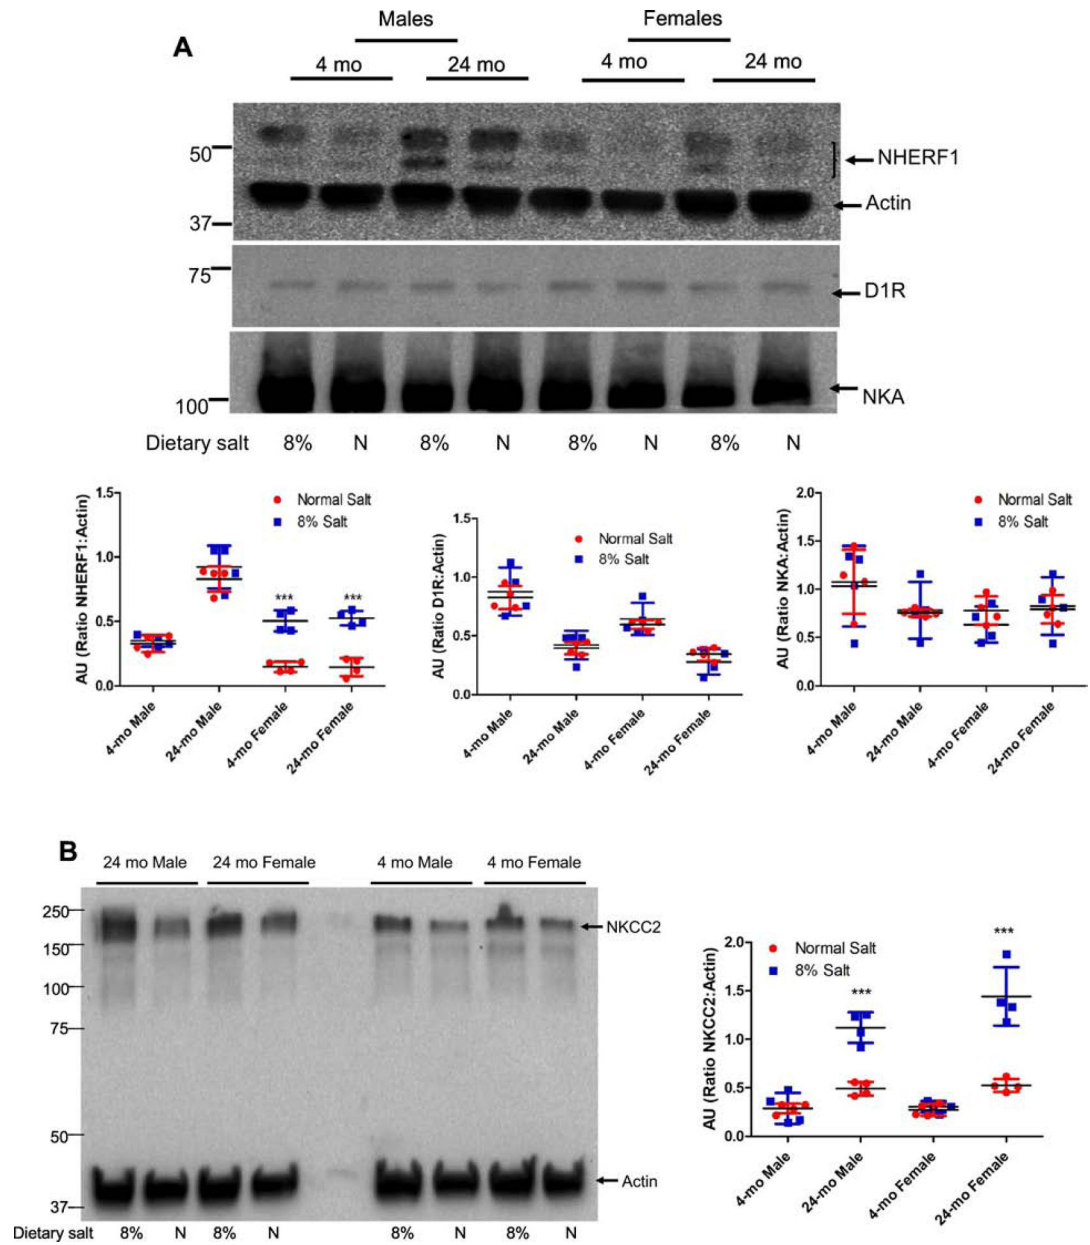 A
Males
Females
4 mo
24 mo
4 mo
24 mo
50
NHERF1
Actin
37
75
D1R
NKA
100
Dietary salt 8% N 8% N 8% N 8% N
AU (Ratio NHERF1:Actin)
1.5
1.0
0.5
0.0
Normal Salt
8% Salt
***
***
4-mo Male
24-mo Male
4-mo Female
24-mo Female
AU (Ratio D1R:Actin)
1.5
1.0
0.5
0.0
Normal Salt
8% Salt
4-mo Male
24-mo Male
4-mo Female
24-mo Female
AU (Ratio NKA:Actin)
2.0
1.5
1.0
0.5
0.0
Normal Salt
8% Salt
4-mo Male
24-mo Male
4-mo Female
24-mo Female
B
24 mo Male
24 mo Female
4 mo Male
4 mo Female
250
NKCC2
150
100
75
50
Actin
37
Dietary salt 8% N 8% N 8% N 8% N
AU (Ratio NKCC2:Actin)
2.0
1.5
1.0
0.5
0.0
Normal Salt
8% Salt
***
***
4-mo Male
24-mo Male
4-mo Female
24-mo Female